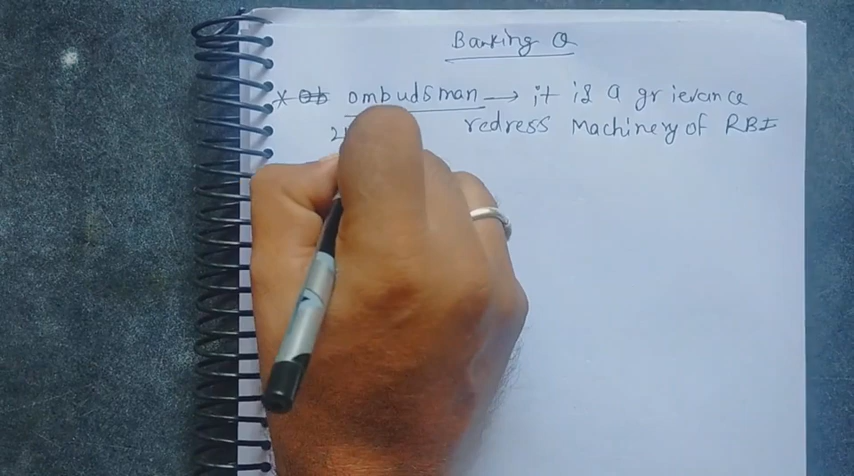 Banking Q
x ombudsman → it is a grievance
redress machinery of RBI